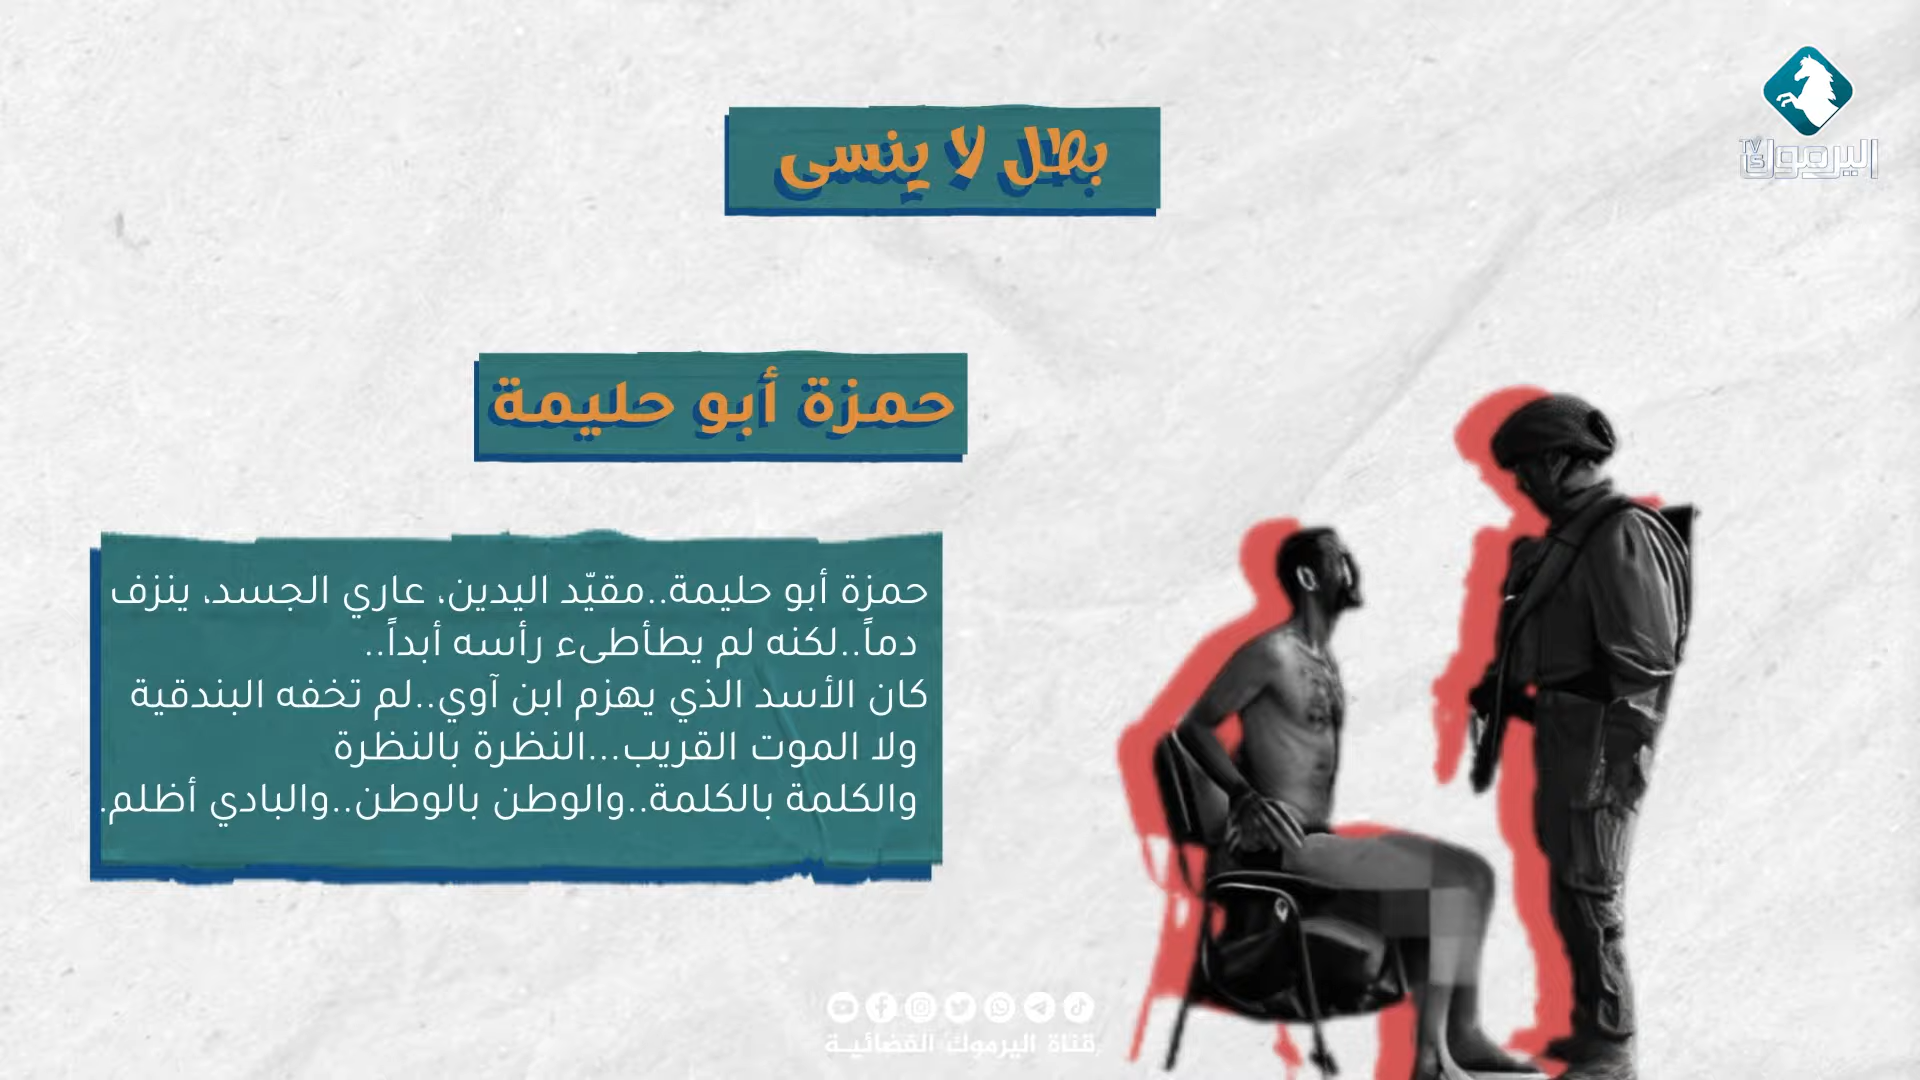 اليرموك
TV
بطل لا ينسى
حمزة أبو حليمة
حمزة أبو حليمة..مقيّد اليدين، عاري الجسد، ينزف
دماً..لكنه لم يطأطىء رأسه أبداً..
كان الأسد الذي يهزم ابن آوي..لم تخفه البندقية
ولا الموت القريب...النظرة بالنظرة
والكلمة بالكلمة..والوطن بالوطن..والبادي أظلم.
قناة اليرموك الفضائيـة